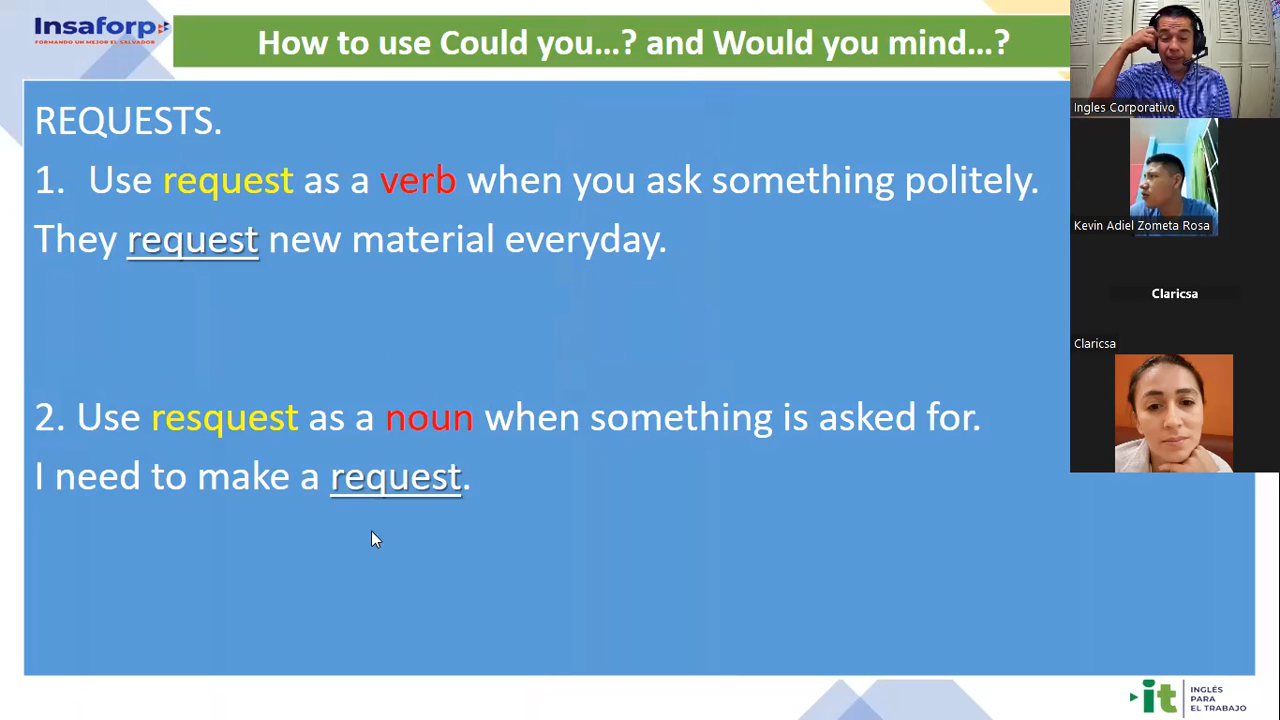 Insaforp
FORMANDO UN MEJOR EL SALVADOR
How to use Could you...? and Would you mind...?
REQUESTS.
1. Use request as a verb when you ask something politely.
They request new material everyday.
2. Use resquest as a noun when something is asked for.
I need to make a request.
Ingles Corporativo
Kevin Adiel Zometa Rosa
Claricsa
Claricsa
it
INGLÉS
PARA
EL TRABAJO